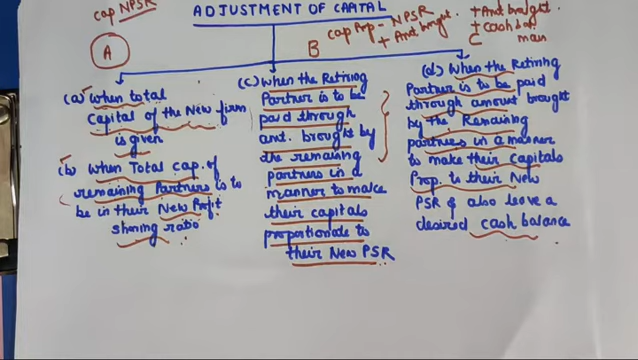 cap NPSR
ADJUSTMENT OF CAPITAL
A
B
cap Prop - NPSR
+ Amt brought
+ Amt brought
+ Cash bal
C
(a) When total
Capital of the New firm
is given
(b) When Total cap. of
remaining Partners is to
be in their New Profit
sharing ratio
(c) When the Retiring
Partner is to be
paid through
amt. brought by
the remaining
partners in a
manner to make
their capitals
proportionate to
their New PSR
(d) When the Retiring
Partner is to be paid
through amount brought
by the Remaining
partners in a manner
to make their Capitals
Prop. to their New
PSR & also leave a
desired cash balance